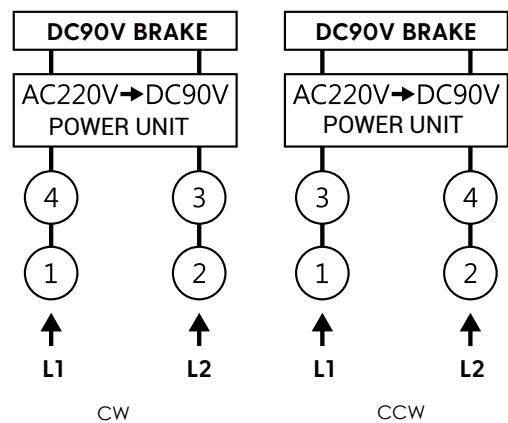 DC90V BRAKE
AC220V→DC90V
POWER UNIT
4 3
1 2
L1 L2
CW
DC90V BRAKE
AC220V→DC90V
POWER UNIT
3 4
1 2
L1 L2
CCW